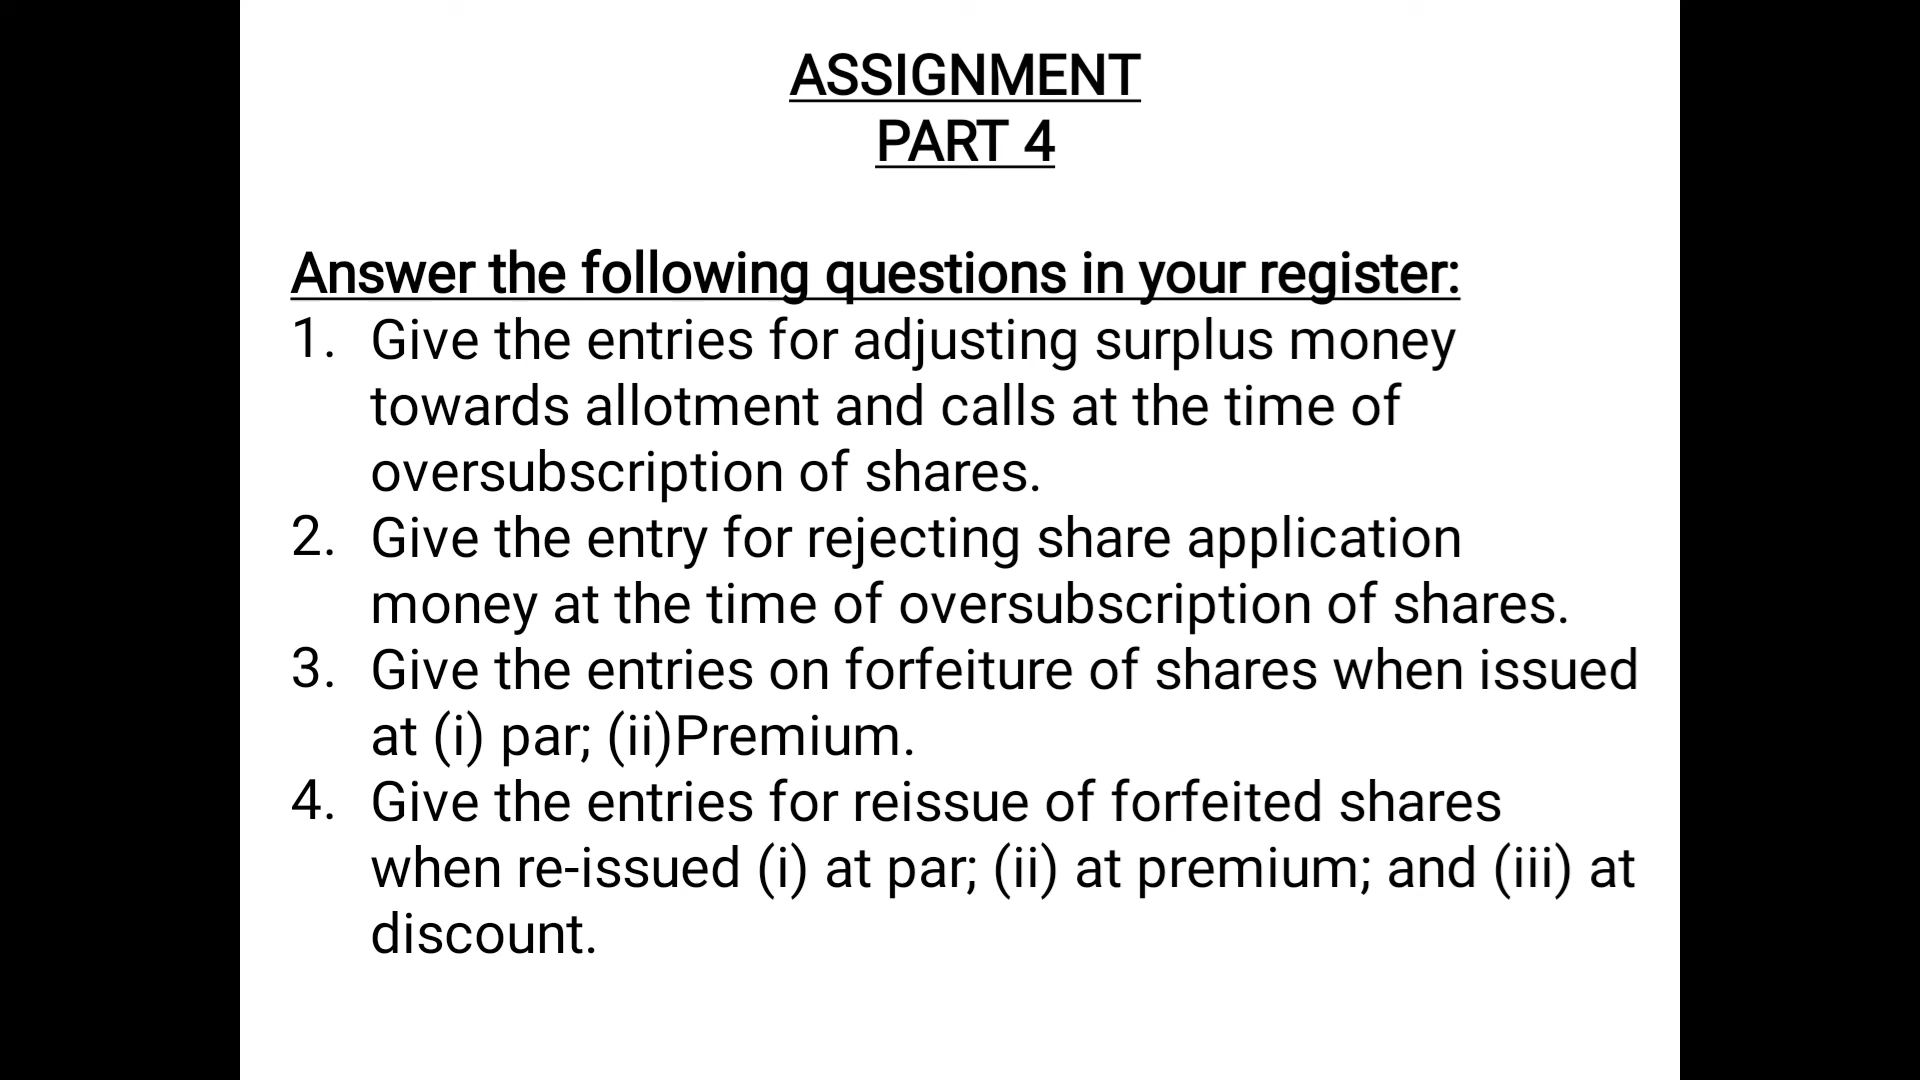 ASSIGNMENT
PART 4
Answer the following questions in your register:
1. Give the entries for adjusting surplus money
towards allotment and calls at the time of
oversubscription of shares.
2. Give the entry for rejecting share application
money at the time of oversubscription of shares.
3. Give the entries on forfeiture of shares when issued
at (i) par; (ii)Premium.
4. Give the entries for reissue of forfeited shares
when re-issued (i) at par; (ii) at premium; and (iii) at
discount.